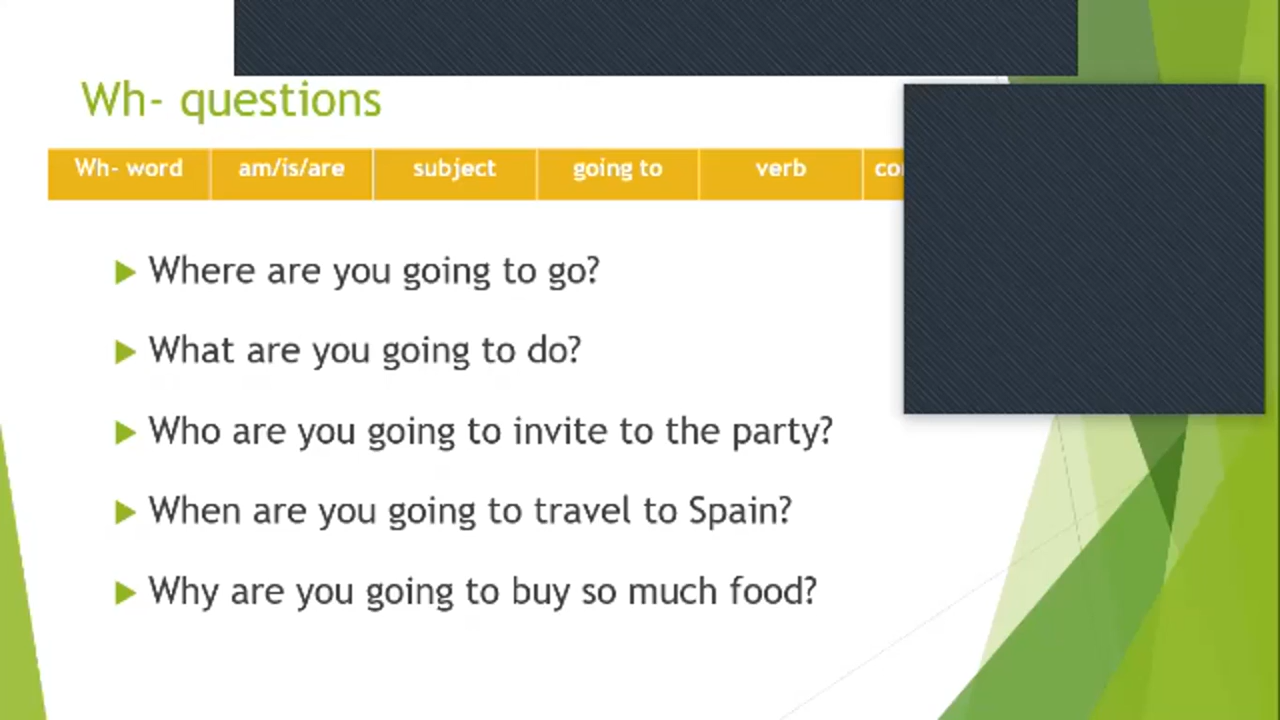 Wh- questions
Wh- word am/is/are subject going to verb
Where are you going to go?
What are you going to do?
Who are you going to invite to the party?
When are you going to travel to Spain?
Why are you going to buy so much food?